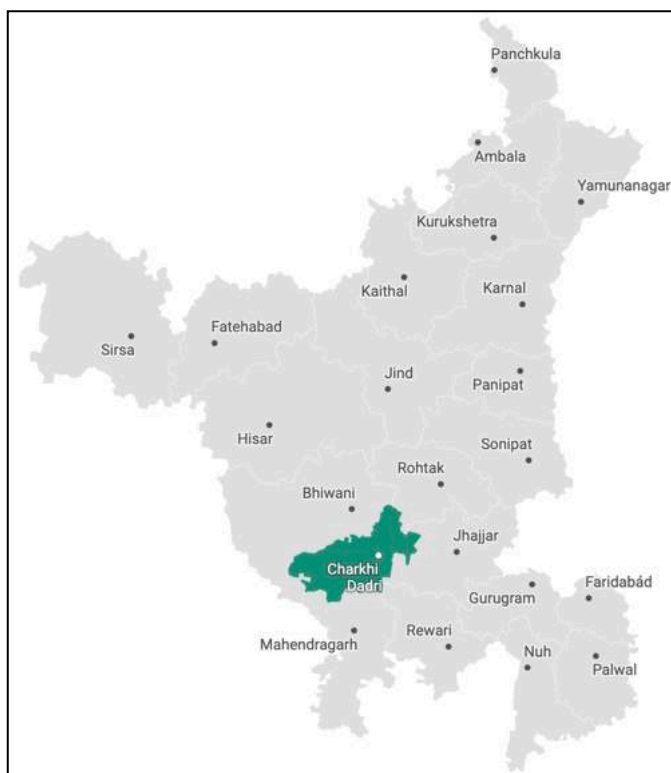 Panchkula
Ambala
Yamunanagar
Kurukshetra
Kaithal
Karnal
Fatehabad
Sirsa
Jind
Panipat
Hisar
Sonipat
Rohtak
Bhiwani
Jhajjar
Charkhi
Dadri
Gurugram
Faridabád
Mahendragarh
Rewari
Nuh
Palwal